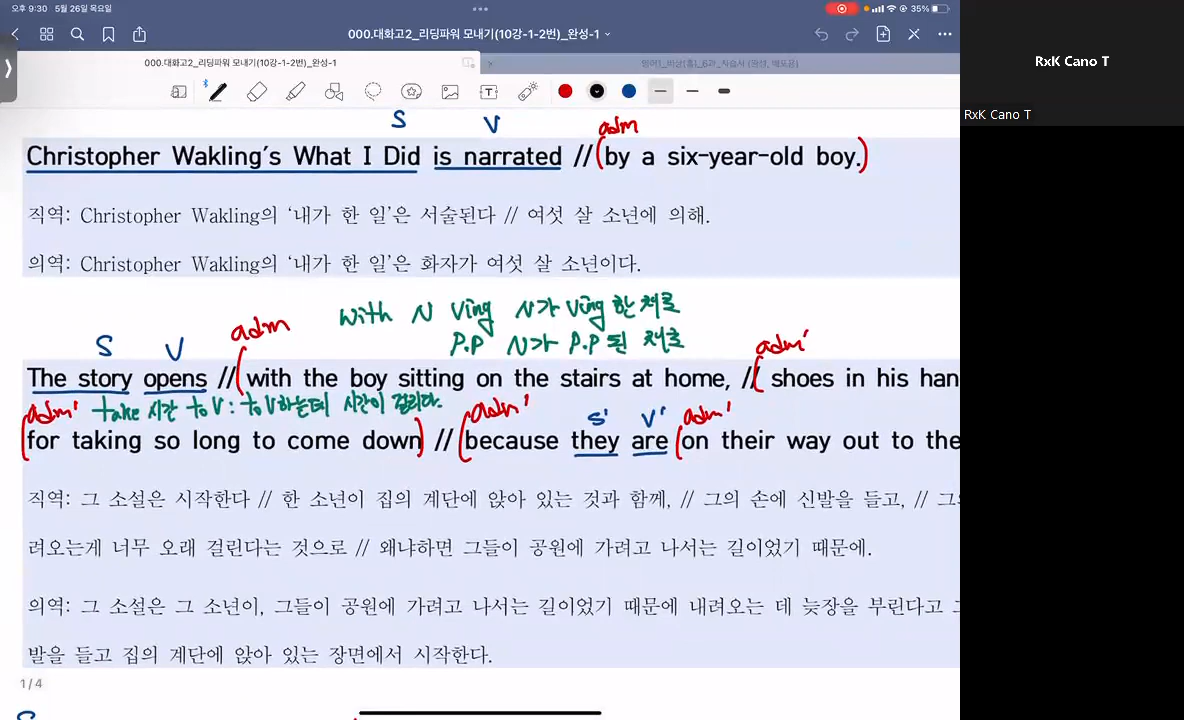 오후 9:30 5월 26일 목요일
35%
000.대화고2_리딩파워 모내기(10강-1-2번)_완성-1
000.대화고2_리딩파워 모내기(10강-1-2번)_완성-1
RxK Cano T
RxK Cano T
S V adm
Christopher Wakling's What I Did is narrated // (by a six-year-old boy.)
직역: Christopher Wakling의 ‘내가 한 일’은 서술된다 // 여섯 살 소년에 의해.
의역: Christopher Wakling의 ‘내가 한 일’은 화자가 여섯 살 소년이다.
with N Ving N가 Ving 한 채로
P.P N가 P.P 된 채로
S V adm adm'
The story opens // (with the boy sitting on the stairs at home, // ( shoes in his han
adm' take 시간 to V : to V하는데 시간이 걸리다. adm' S' V' adm'
(for taking so long to come down) // (because they are (on their way out to the
직역: 그 소설은 시작한다 // 한 소년이 집의 계단에 앉아 있는 것과 함께, // 그의 손에 신발을 들고, // 그의
려오는게 너무 오래 걸린다는 것으로 // 왜냐하면 그들이 공원에 가려고 나서는 길이었기 때문에.
의역: 그 소설은 그 소년이, 그들이 공원에 가려고 나서는 길이었기 때문에 내려오는 데 늦장을 부린다고 그
발을 들고 집의 계단에 앉아 있는 장면에서 시작한다.
1/4